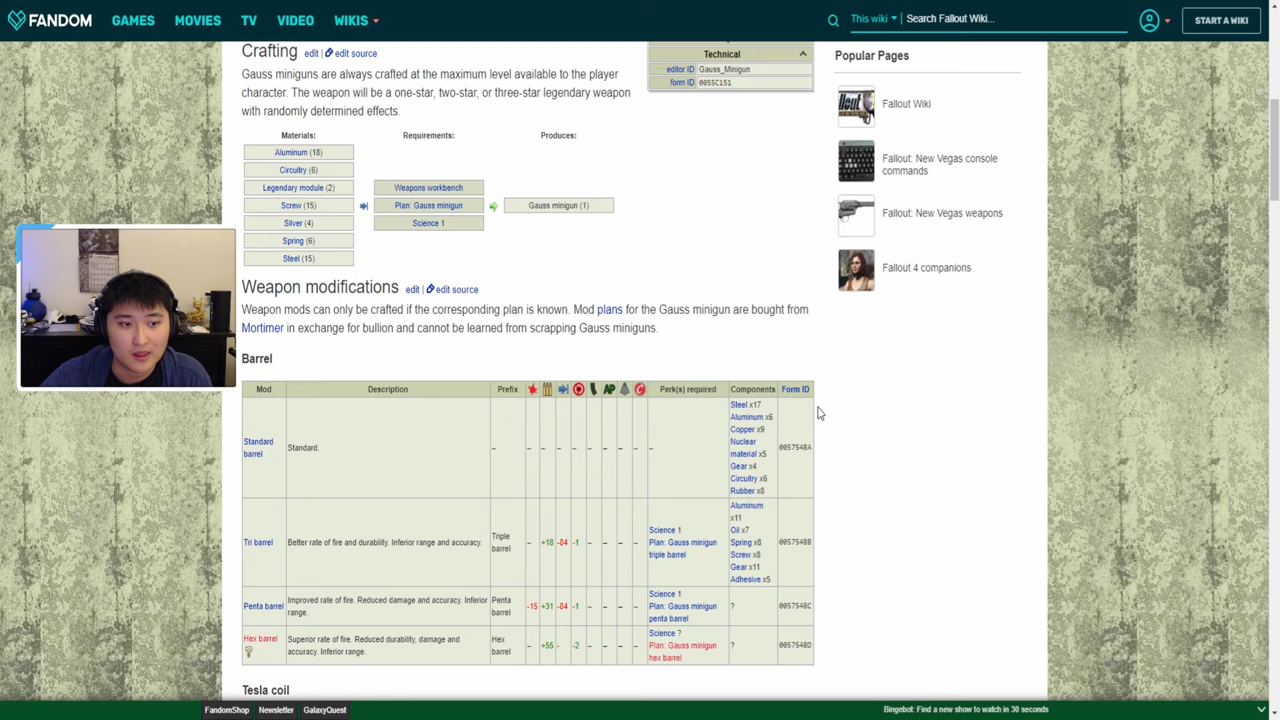 FANDOM GAMES MOVIES TV VIDEO WIKIS This wiki Search Fallout Wiki... START A WIKI
Crafting edit | edit source
Gauss miniguns are always crafted at the maximum level available to the player
character. The weapon will be a one-star, two-star, or three-star legendary weapon
with randomly determined effects.
Materials: Requirements: Produces:
Aluminum (18)
Circuitry (6)
Legendary module (2) Weapons workbench
Screw (15) Plan: Gauss minigun Gauss minigun (1)
Silver (4) Science 1
Spring (6)
Steel (15)
Technical
editor ID Gauss_Minigun
form ID 0055C151
Popular Pages
Fallout Wiki
Fallout: New Vegas console
commands
Fallout: New Vegas weapons
Fallout 4 companions
Weapon modifications edit | edit source
Weapon mods can only be crafted if the corresponding plan is known. Mod plans for the Gauss minigun are bought from
Mortimer in exchange for bullion and cannot be learned from scrapping Gauss miniguns.
Barrel
Mod Description Prefix AP Perk(s) required Components Form ID
Standard
barrel
Standard.
– – – – – – – – – –
Steel x17
Aluminum x6
Copper x9
Nuclear
material x5
Gear x4
Circuitry x6
Rubber x8
005754BA
Tri barrel
Better rate of fire and durability. Inferior range and accuracy.
Triple
barrel
– +18 -84 -1 – – – –
Science 1
Plan: Gauss minigun
triple barrel
Aluminum
x11
Oil x7
Spring x8
Screw x8
Gear x11
Adhesive x5
005754BB
Penta barrel
Improved rate of fire. Reduced damage and accuracy. Inferior
range.
Penta
barrel
-15 +31 -84 -1 – – – –
Science 1
Plan: Gauss minigun
penta barrel
?
005754BC
Hex barrel
Superior rate of fire. Reduced durability, damage and
accuracy. Inferior range.
Hex
barrel
– +55 - -2 – – – –
Science ?
Plan: Gauss minigun
hex barrel
?
005754BD
Tesla coil
FandomShop Newsletter GalaxyQuest Bingebot: Find a new show to watch in 30 seconds